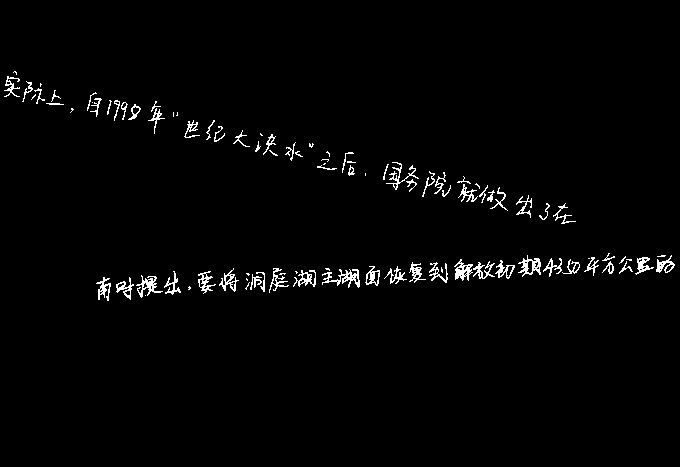 实际上，自1998年"世纪大洪水"之后，国务院就做出了在
南时提出，要将洞庭湖主湖面恢复到解放初期4350平方公里的